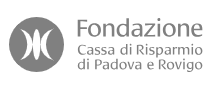 Fondazione
Cassa di Risparmio
di Padova e Rovigo